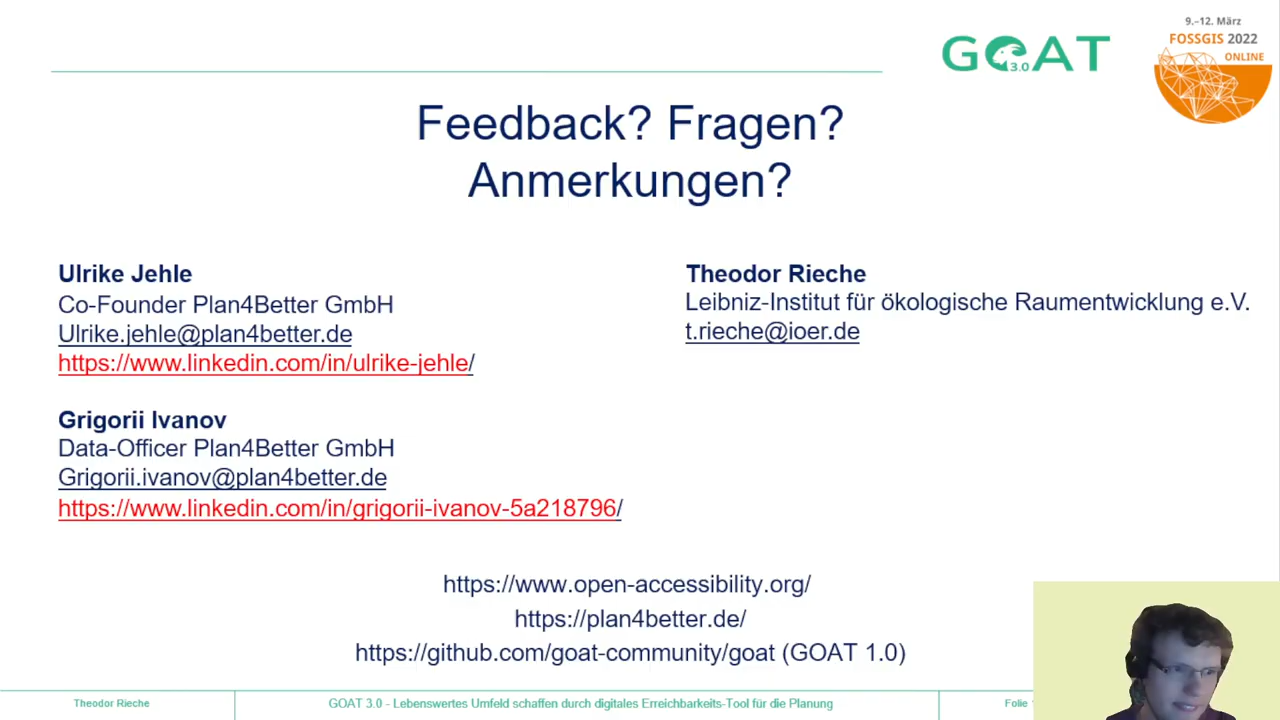 GOAT
3.0
9.–12. März
FOSSGIS 2022
ONLINE
Feedback? Fragen?
Anmerkungen?
Ulrike Jehle
Co-Founder Plan4Better GmbH
Ulrike.jehle@plan4better.de
https://www.linkedin.com/in/ulrike-jehle/
Grigorii Ivanov
Data-Officer Plan4Better GmbH
Grigorii.ivanov@plan4better.de
https://www.linkedin.com/in/grigorii-ivanov-5a218796/
Theodor Rieche
Leibniz-Institut für ökologische Raumentwicklung e.V.
t.rieche@ioer.de
https://www.open-accessibility.org/
https://plan4better.de/
https://github.com/goat-community/goat (GOAT 1.0)
Theodor Rieche
GOAT 3.0 - Lebenswertes Umfeld schaffen durch digitales Erreichbarkeits-Tool für die Planung
Folie